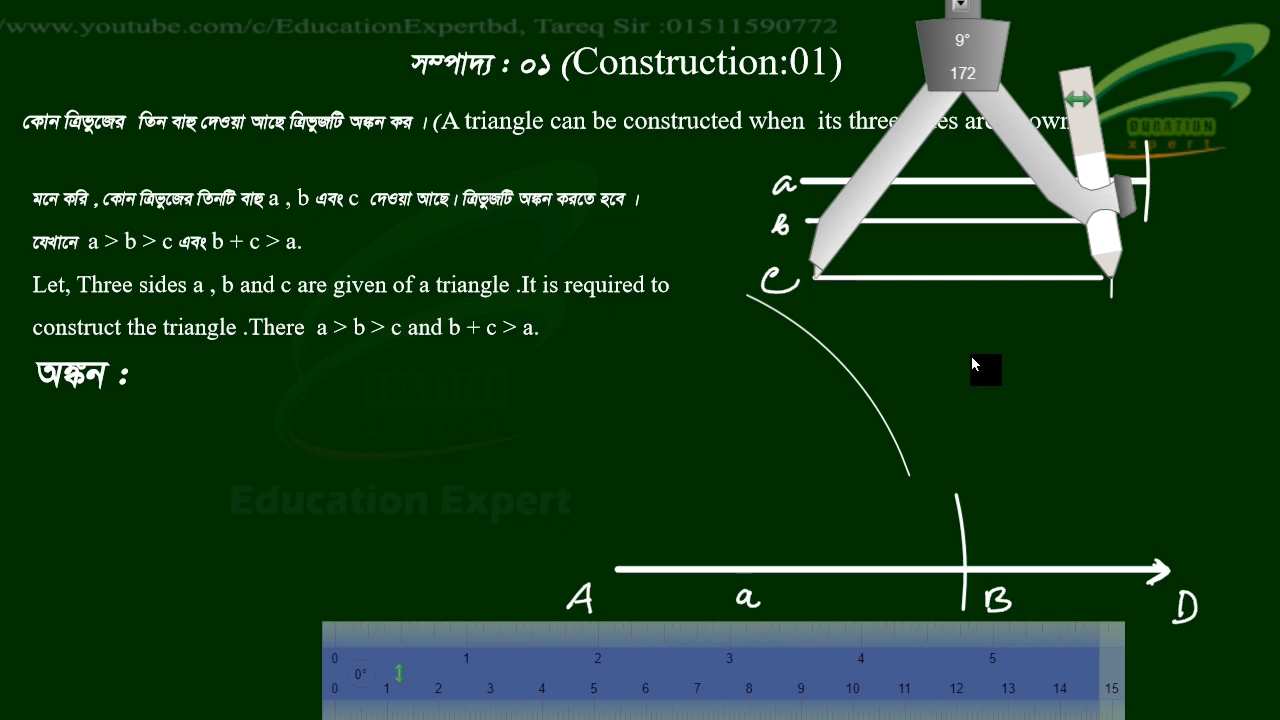 /www.youtube.com/c/EducationExpertbd, Tareq Sir :01511590772
সম্পাদ্য : ০১ (Construction:01)
কোন ত্রিভুজের তিন বাহু দেওয়া আছে ত্রিভুজটি অঙ্কন কর । (A triangle can be constructed when its three
DUCATION
xpert
a
মনে করি , কোন ত্রিভুজের তিনটি বাহু a , b এবং c দেওয়া আছে। ত্রিভুজটি অঙ্কন করতে হবে ।
b
যেখানে a > b > c এবং b + c > a.
C
Let, Three sides a , b and c are given of a triangle .It is required to
construct the triangle .There a > b > c and b + c > a.
অঙ্কন :
9°
172
Education Expert
A a B D
0 1 2 3 4 5
0°
0 1 2 3 4 5 6 7 8 9 10 11 12 13 14 15